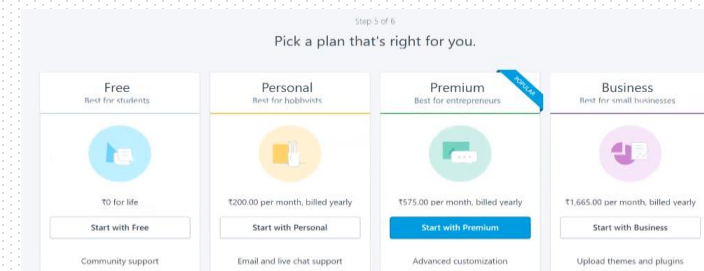 Step 5 of 6
Pick a plan that's right for you.
Free
Best for students
₹0 for life
Start with Free
Community support
Personal
Best for hobbyists
₹200.00 per month, billed yearly
Start with Personal
Email and live chat support
POPULAR
Premium
Best for entrepreneurs
₹575.00 per month, billed yearly
Start with Premium
Advanced customization
Business
Best for small businesses
₹1,665.00 per month, billed yearly
Start with Business
Upload themes and plugins